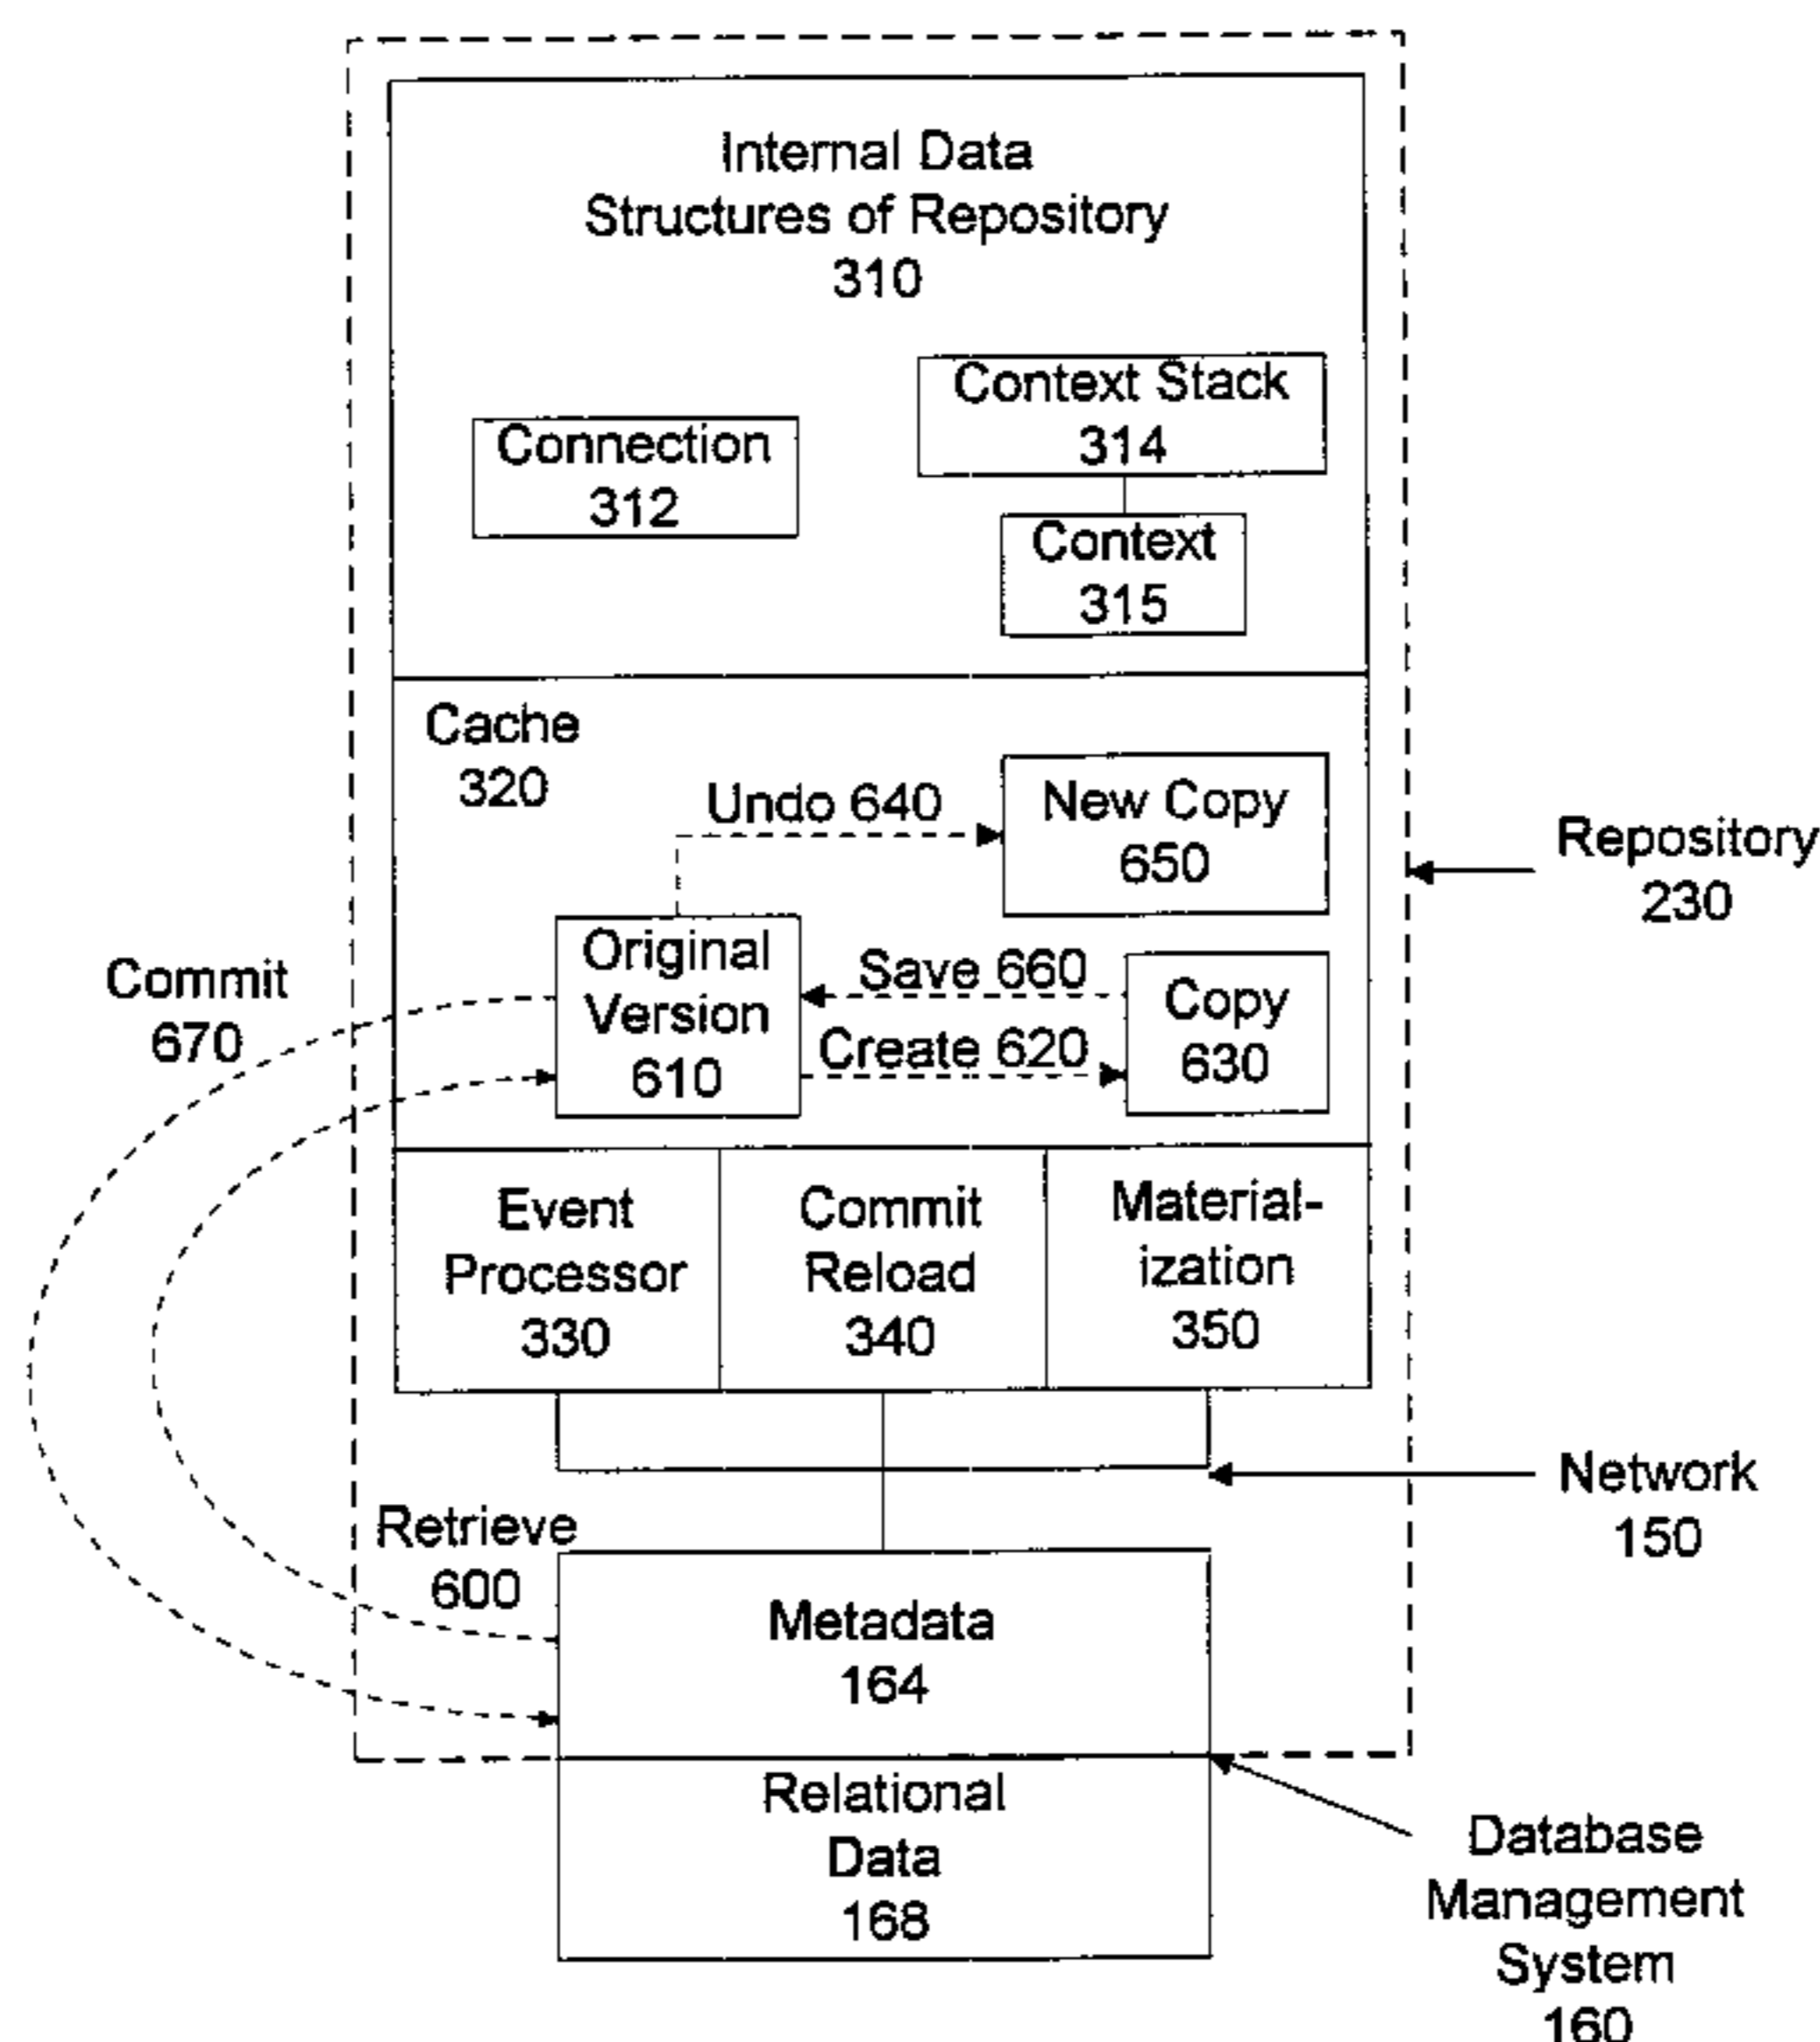 Internal Data
Structures of Repository
310
Context Stack
314
Connection
312
Context
315
Cache
320
Undo 640
New Copy
650
Repository
230
Original
Version
610
Save 660
Create 620
Copy
630
Commit
670
Event
Processor
330
Commit
Reload
340
Material-
ization
350
Network
150
Retrieve
600
Metadata
164
Relational
Data
168
Database
Management
System
160